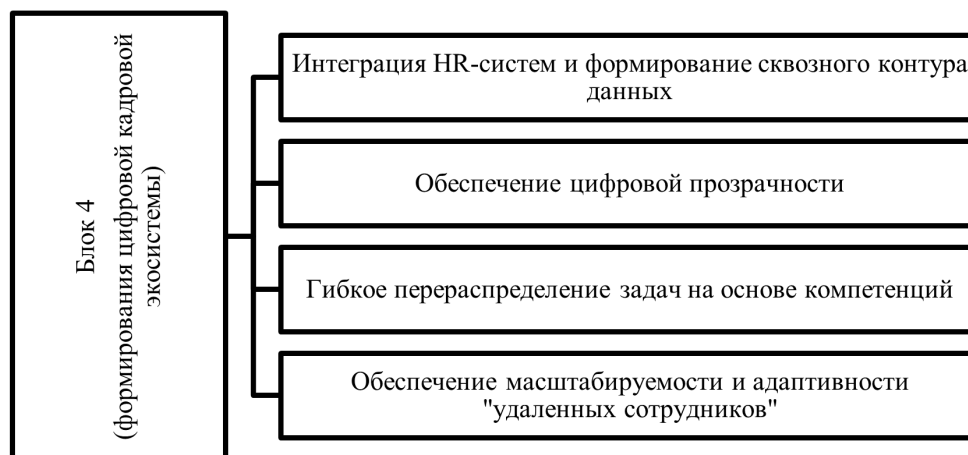 Блок 4
(формирования цифровой кадровой
экосистемы)
Интеграция HR-систем и формирование сквозного контура
данных
Обеспечение цифровой прозрачности
Гибкое перераспределение задач на основе компетенций
Обеспечение масштабируемости и адаптивности
"удаленных сотрудников"